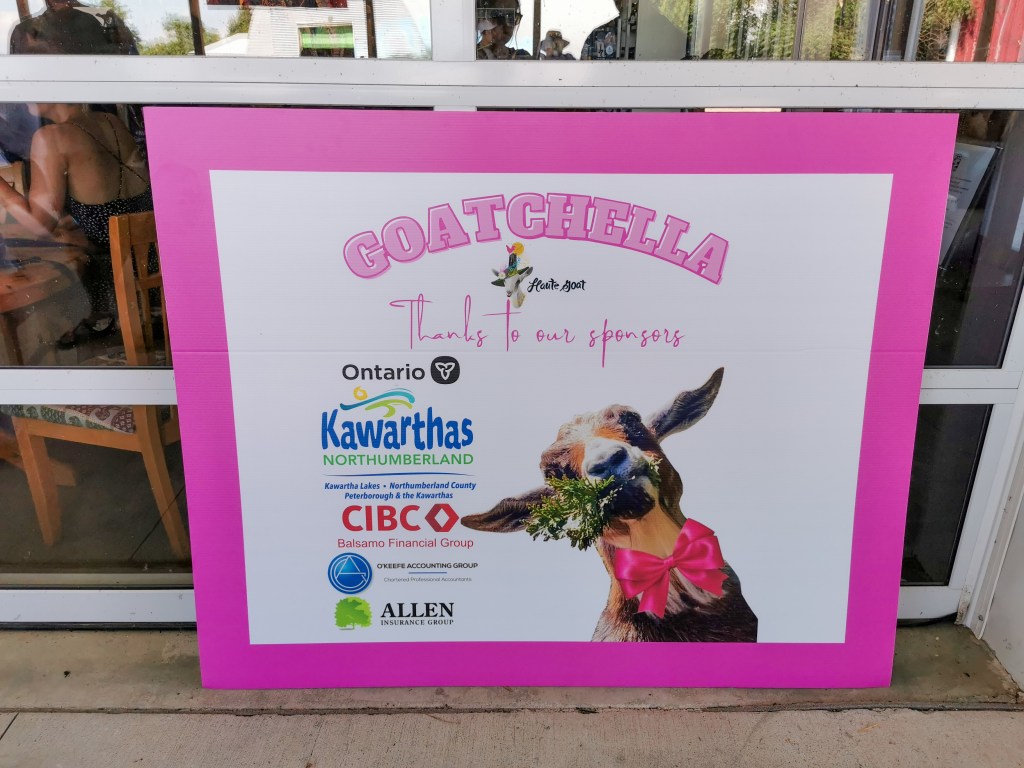 GOATCHELLA
Haute Goat
Thanks to our sponsors
Ontario
Kawarthas
NORTHUMBERLAND
Kawartha Lakes • Northumberland County
Peterborough & the Kawarthas
CIBC
Balsamo Financial Group
O'KEEFE ACCOUNTING GROUP
Chartered Professional Accountants
ALLEN
INSURANCE GROUP